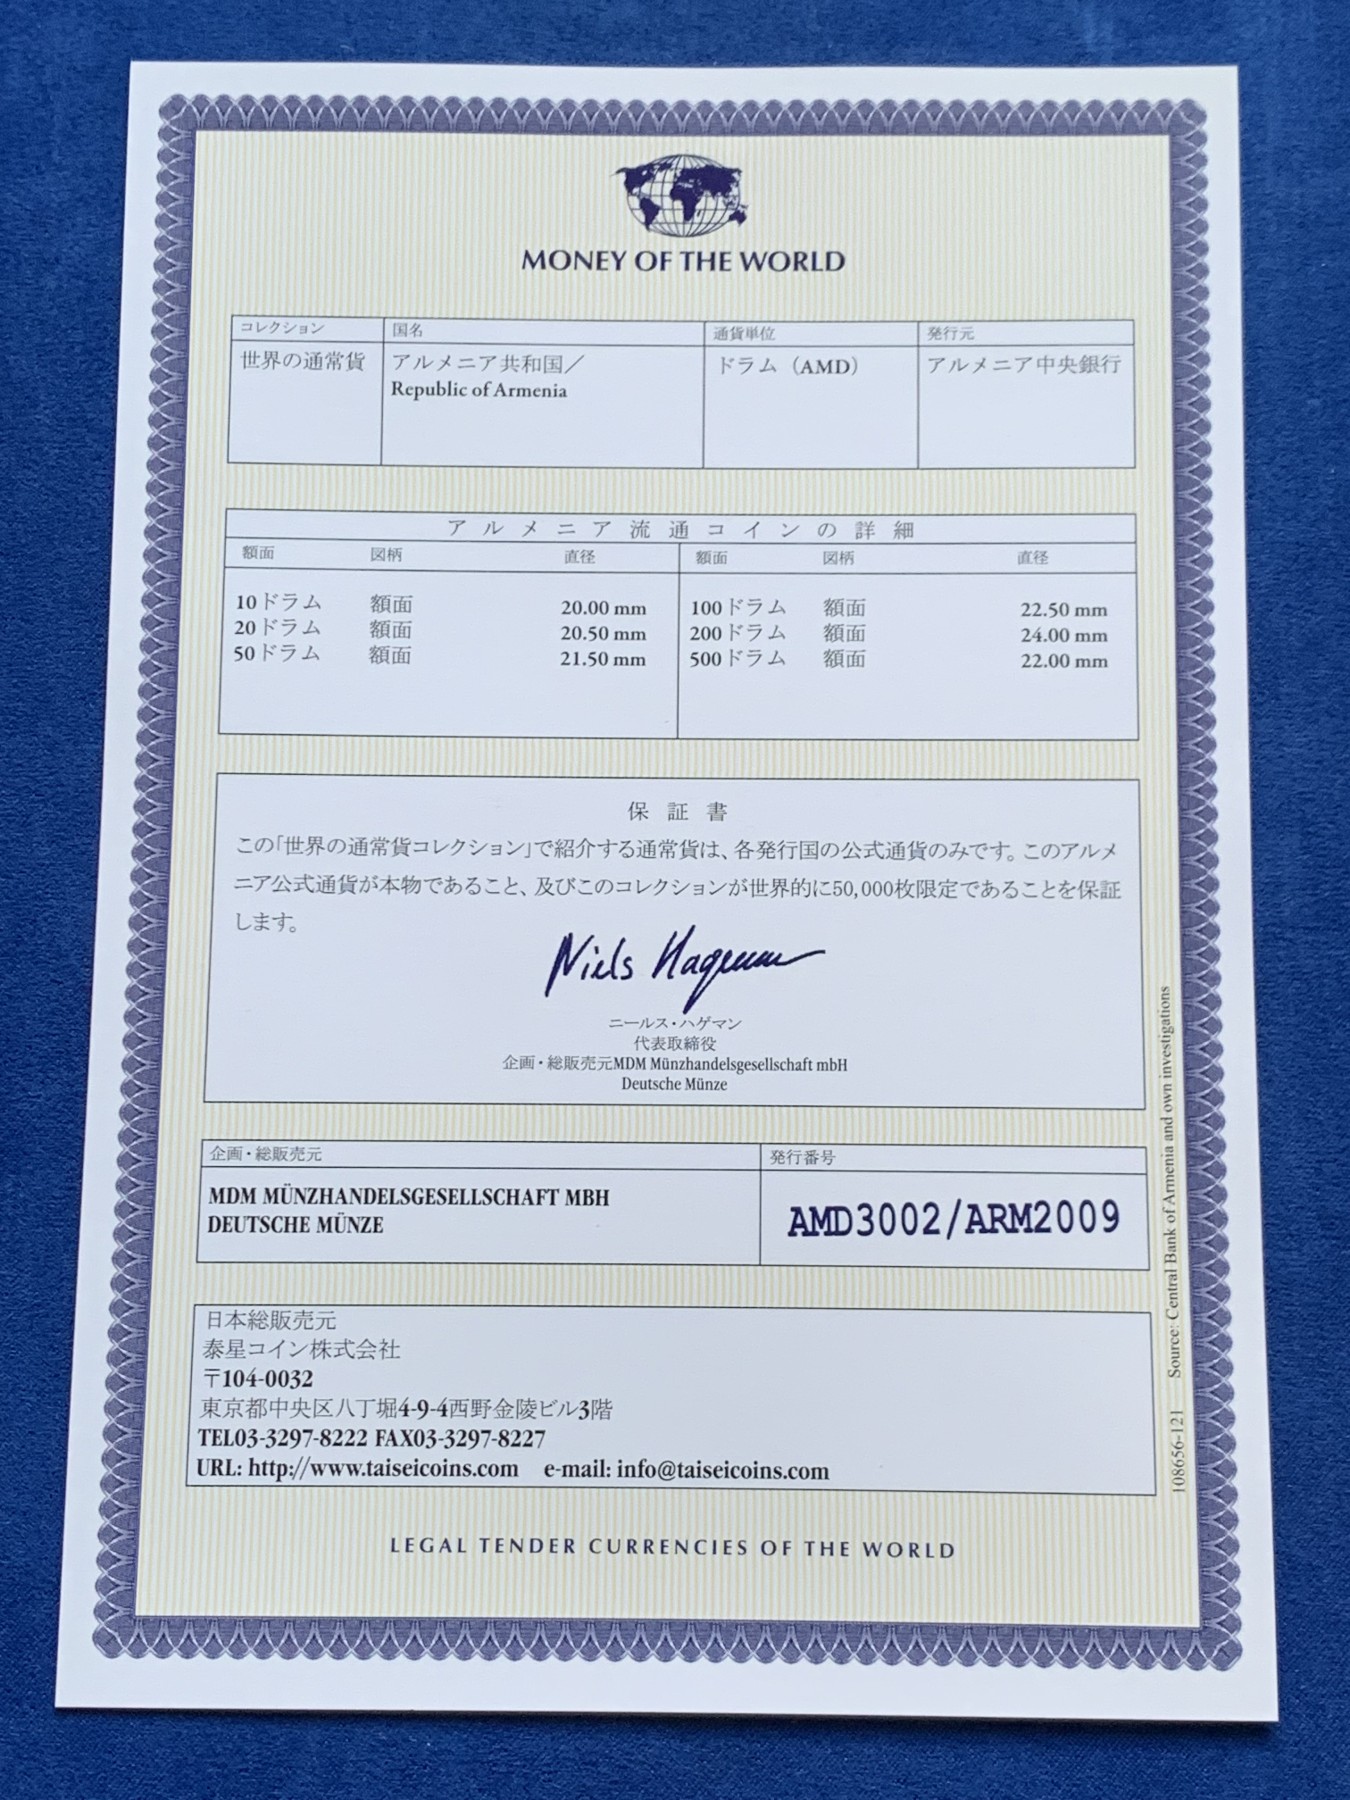 MONEY OF THE WORLD
コレクション 国名 通貨単位 発行元
世界の通常貨 アルメニア共和国／ ドラム（AMD） アルメニア中央銀行
Republic of Armenia
アルメニア流通コインの詳細
額面 図柄 直径 額面 図柄 直径
10ドラム 額面 20.00 mm 100ドラム 額面 22.50 mm
20ドラム 額面 20.50 mm 200ドラム 額面 24.00 mm
50ドラム 額面 21.50 mm 500ドラム 額面 22.00 mm
保証書
この「世界の通常貨コレクション」で紹介する通常貨は、各発行国の公式通貨のみです。このアルメ
ニア公式通貨が本物であること、及びこのコレクションが世界的に50,000枚限定であることを保証
します。
Niels Hagemann
ニールス・ハゲマン
代表取締役
企画・総販売元MDM Münzhandelsgesellschaft mbH
Deutsche Münze
企画・総販売元 発行番号
MDM MÜNZHANDELSGESELLSCHAFT MBH
DEUTSCHE MÜNZE
AMD3002/ARM2009
日本総販売元
泰星コイン株式会社
〒104-0032
東京都中央区八丁堀4-9-4西野金陵ビル3階
TEL03-3297-8222 FAX03-3297-8227
URL: http://www.taiseicoins.com e-mail: info@taiseicoins.com
LEGAL TENDER CURRENCIES OF THE WORLD
108656-121 Source: Central Bank of Armenia and own investigations